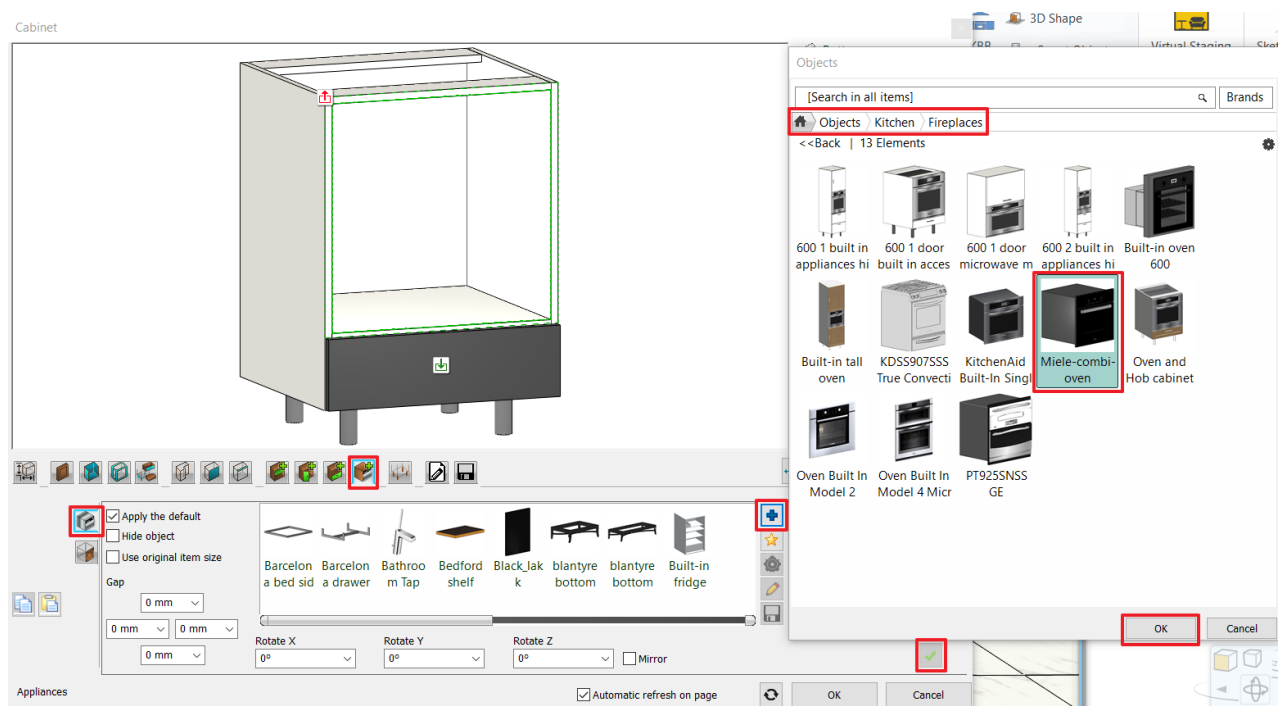 Cabinet
3D Shape
Virtual Staging
Objects
[Search in all items]
Brands
Objects
Kitchen
Fireplaces
<<Back | 13 Elements
600 1 built in
appliances hi
600 1 door
built in acces
600 1 door
microwave m
600 2 built in
appliances hi
Built-in oven
600
Built-in tall
oven
KDSS907SSS
True Convecti
KitchenAid
Built-In Singl
Miele-combi-
oven
Oven and
Hob cabinet
Oven Built In
Model 2
Oven Built In
Model 4 Micr
PT925SNSS
GE
OK
Cancel
Apply the default
Hide object
Use original item size
Gap
0 mm
0 mm
0 mm
0 mm
Barcelon
a bed sid
Barcelon
a drawer
Bathroo
m Tap
Bedford
shelf
Black_lak
k
blantyre
bottom
blantyre
bottom
Built-in
fridge
Rotate X
0º
Rotate Y
0º
Rotate Z
0º
Mirror
Appliances
Automatic refresh on page
OK
Cancel